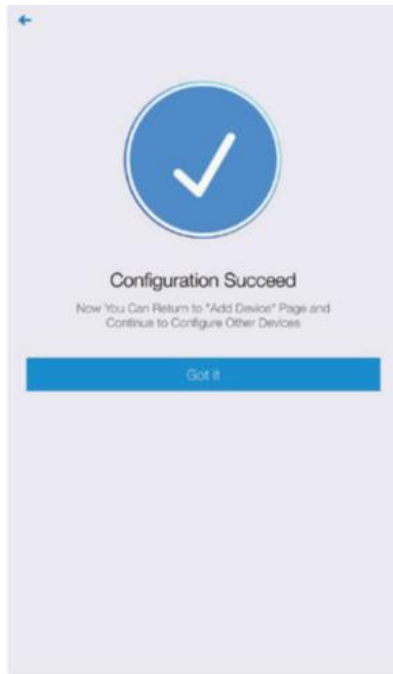 Configuration Succeed
Now You Can Return to "Add Device" Page and
Continue to Configure Other Devices
Got it